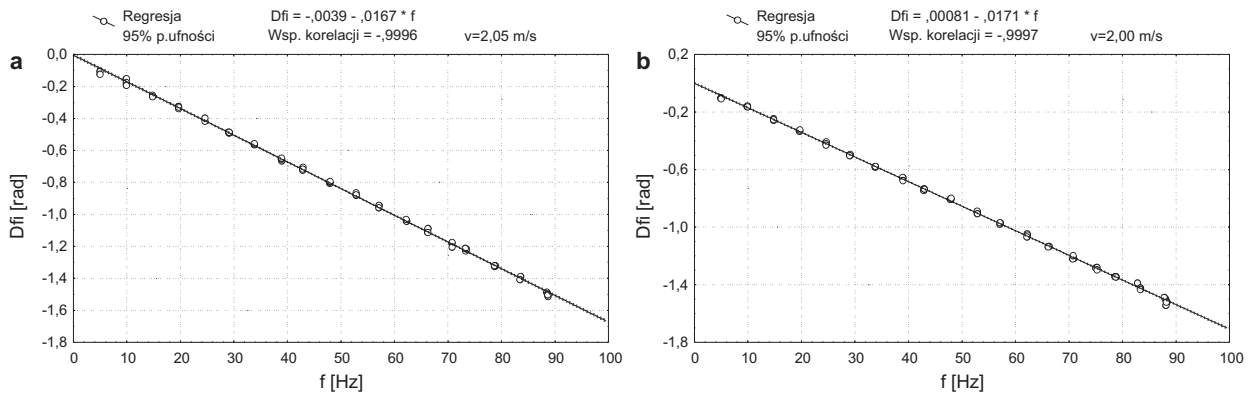 Regresja
95% p.ufności
Dfi = -,0039 - ,0167 * f
Wsp. korelacji = -,9996
v=2,05 m/s
a
0,0
-0,2
-0,4
-0,6
-0,8
-1,0
-1,2
-1,4
-1,6
-1,8
Dfi [rad]
0 10 20 30 40 50 60 70 80 90 100
f [Hz]
Regresja
95% p.ufności
Dfi = ,00081 - ,0171 * f
Wsp. korelacji = -,9997
v=2,00 m/s
b
0,2
-0,2
-0,6
-1,0
-1,4
-1,8
Dfi [rad]
0 10 20 30 40 50 60 70 80 90 100
f [Hz]